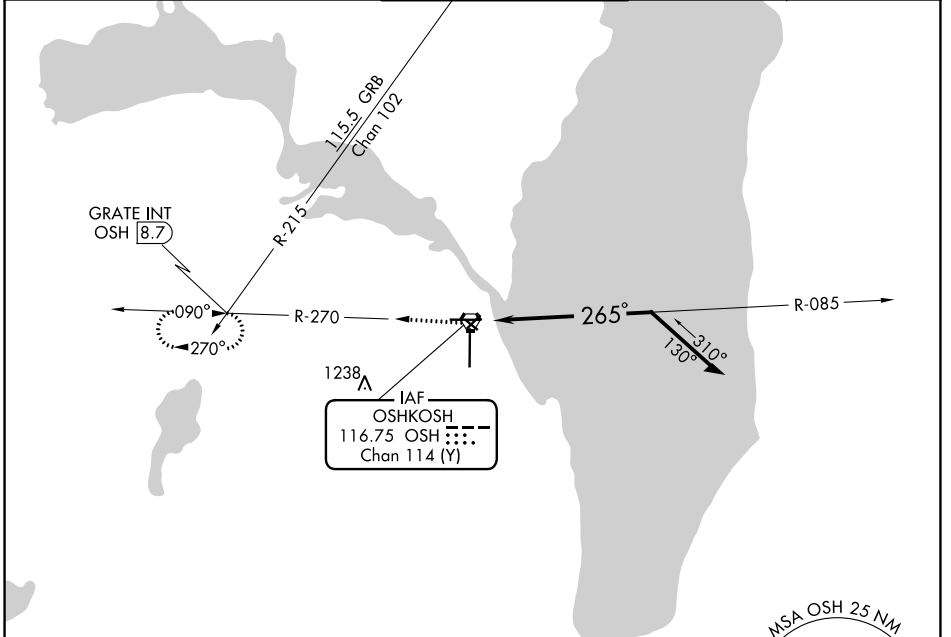 115.5 GRB
Chan 102
R-215
GRATE INT
OSH 8.7
090°
270°
R-270
265°
R-085
310°
130°
1238
IAF
OSHKOSH
116.75 OSH
Chan 114 (Y)
MSA OSH 25 NM